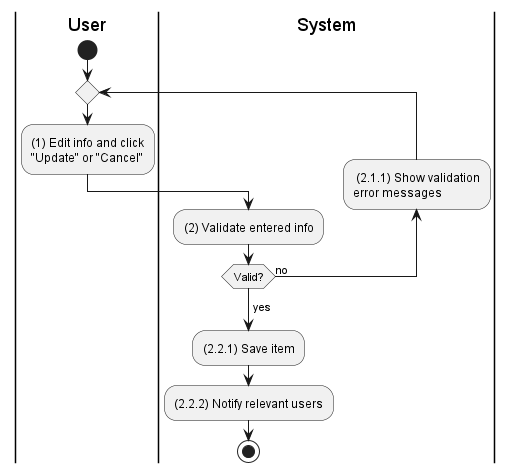 User
System
(1) Edit info and click
"Update" or "Cancel"
(2.1.1) Show validation
error messages
(2) Validate entered info
Valid?
no
yes
(2.2.1) Save item
(2.2.2) Notify relevant users